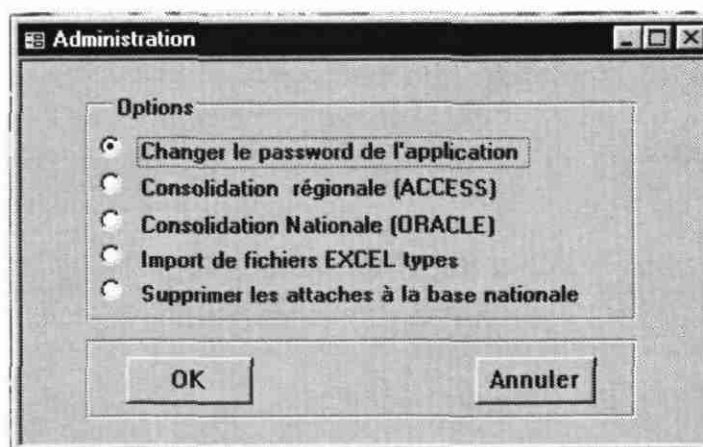 Administration
Options
Changer le password de l'application
Consolidation régionale (ACCESS)
Consolidation Nationale (ORACLE)
Import de fichiers EXCEL types
Supprimer les attaches à la base nationale
OK Annuler